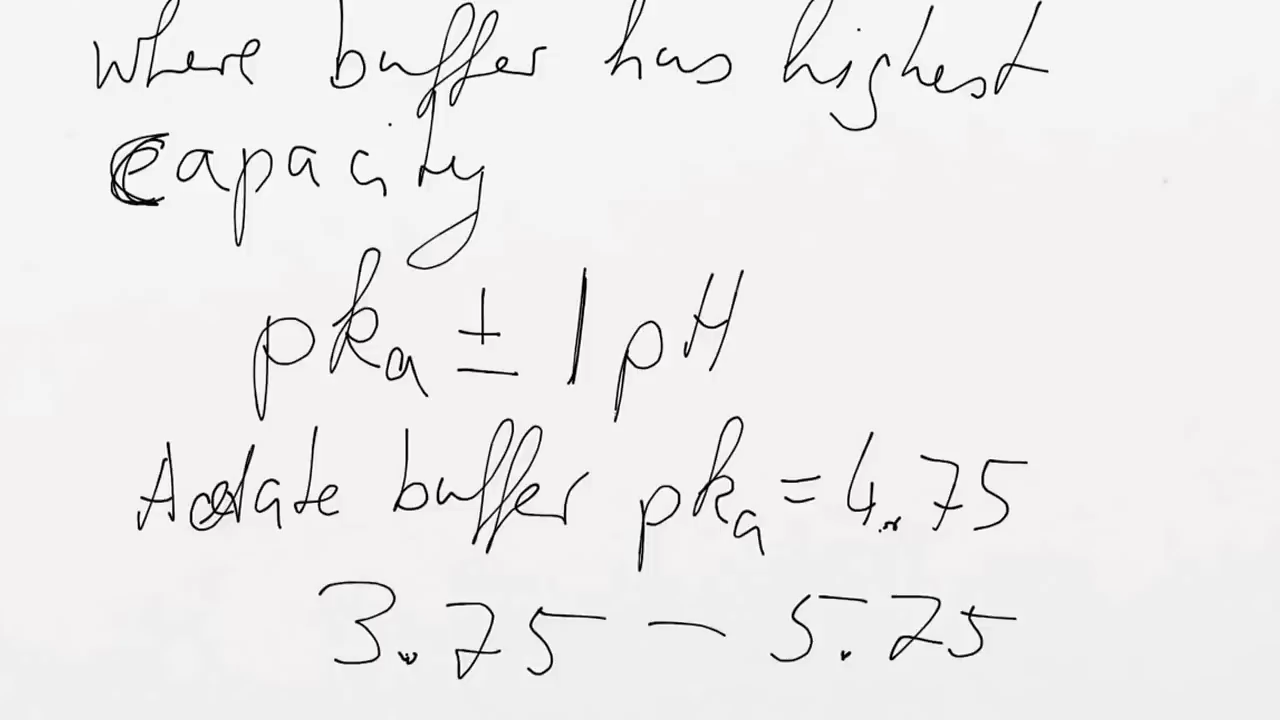 where buffer has highest
capacity
pka ± 1 pH
Acetate buffer pka = 4.75
3.75 – 5.75